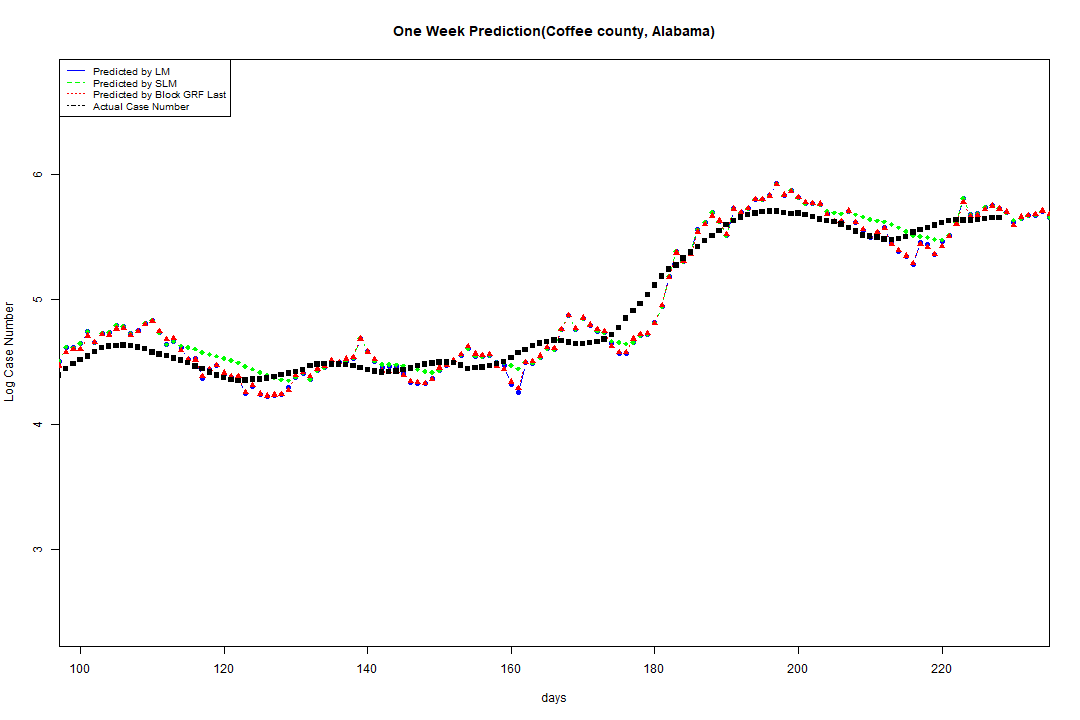 One Week Prediction(Coffee county, Alabama)
Predicted by LM
Predicted by SLM
Predicted by Block GRF Last
Actual Case Number
Log Case Number
6
5
4
3
100 120 140 160 180 200 220
days